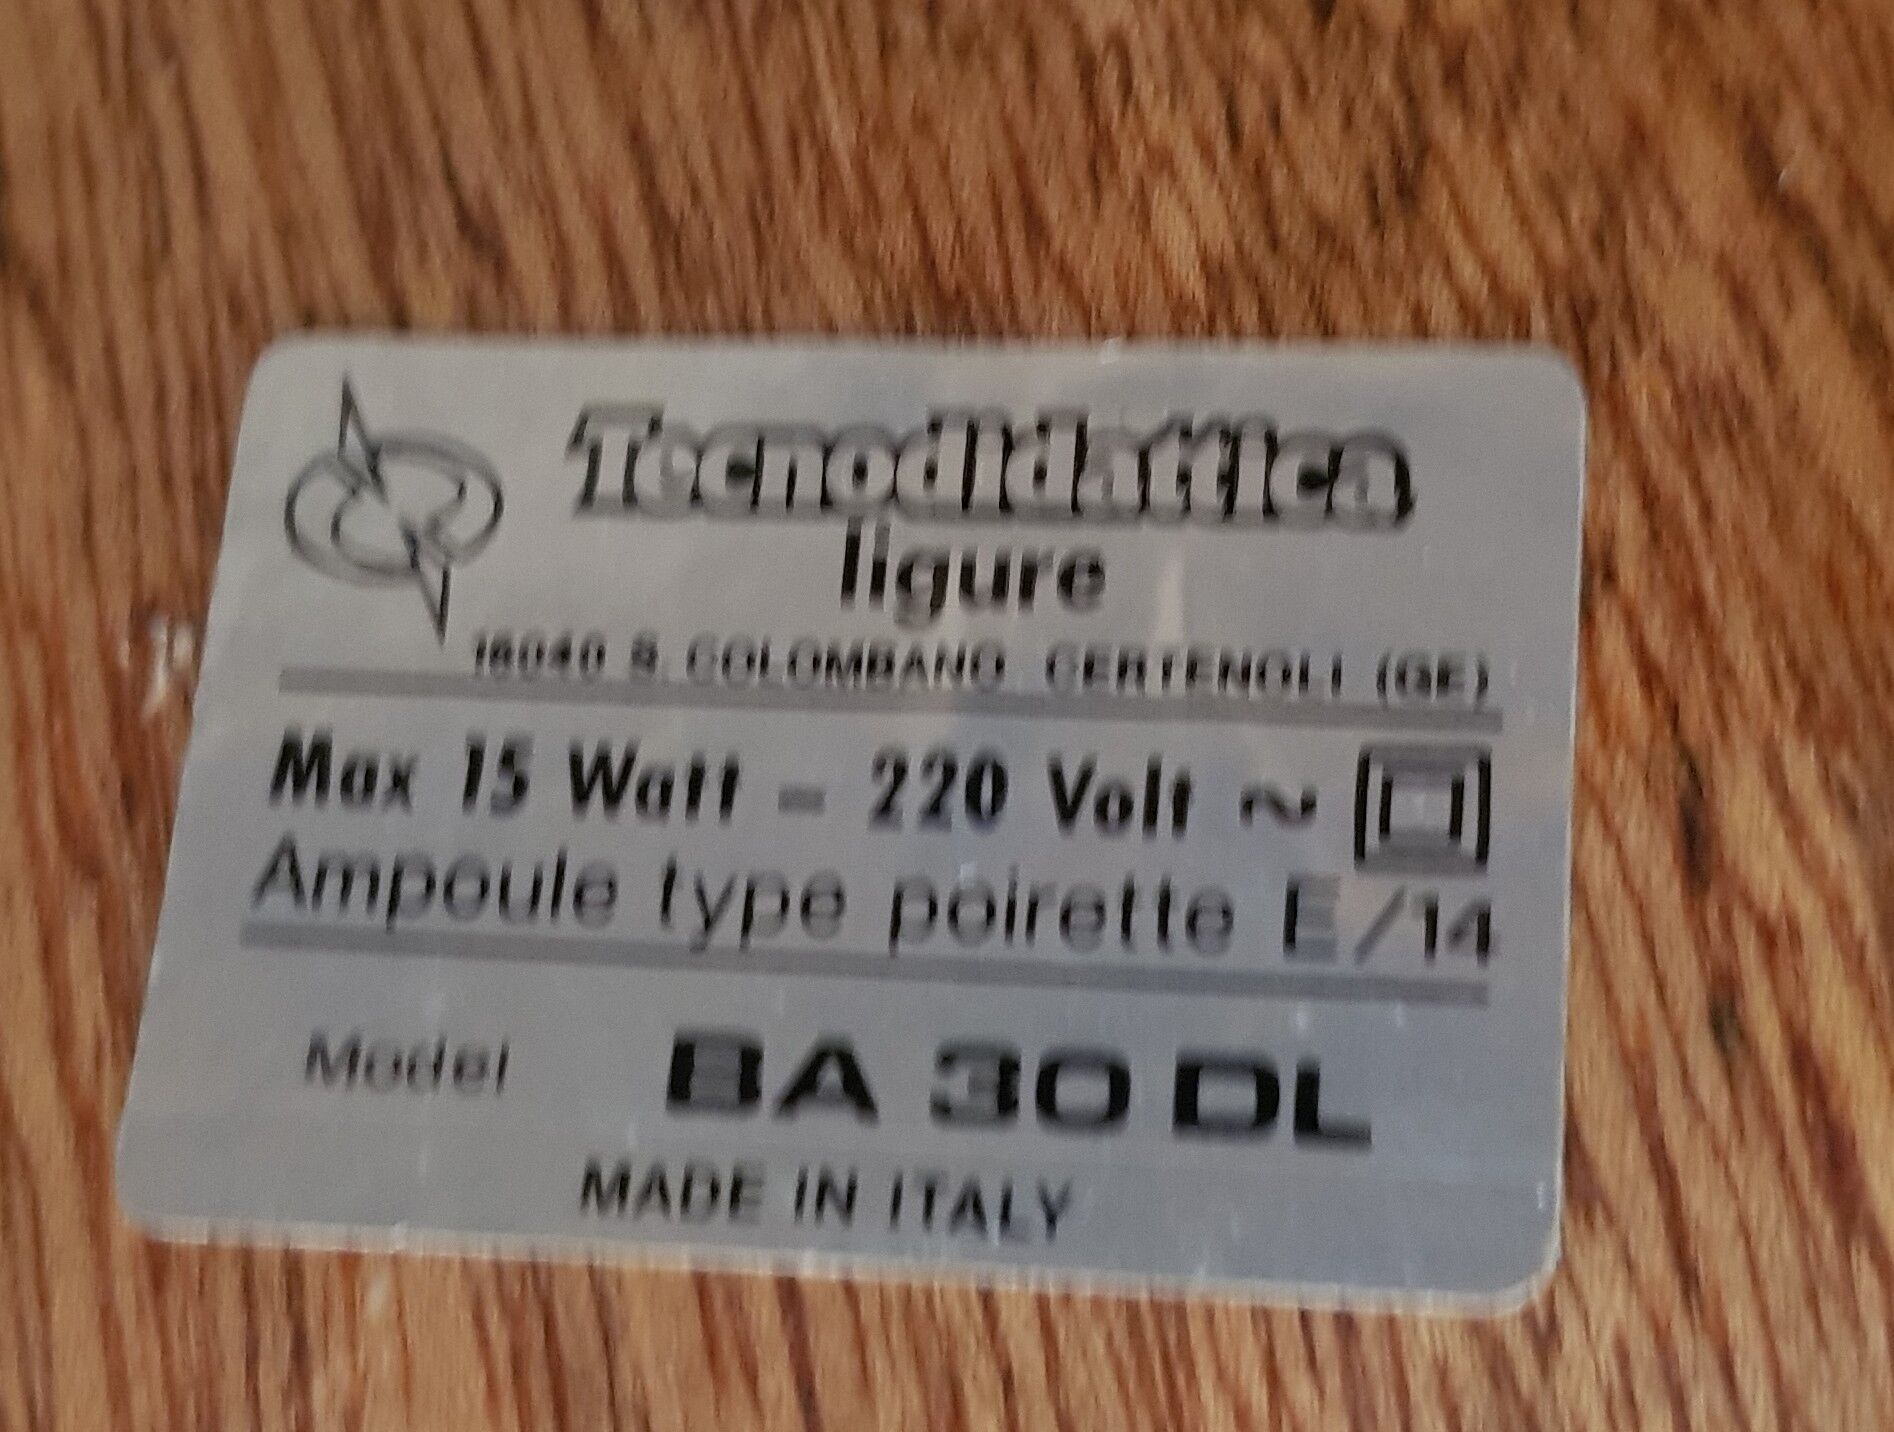 Tecnodidattica
ligure
16040 S. COLOMBANO CERTENOLI (GE)
Max 15 Watt - 220 Volt ~
Ampoule type poirette E/14
Model BA 30 DL
MADE IN ITALY